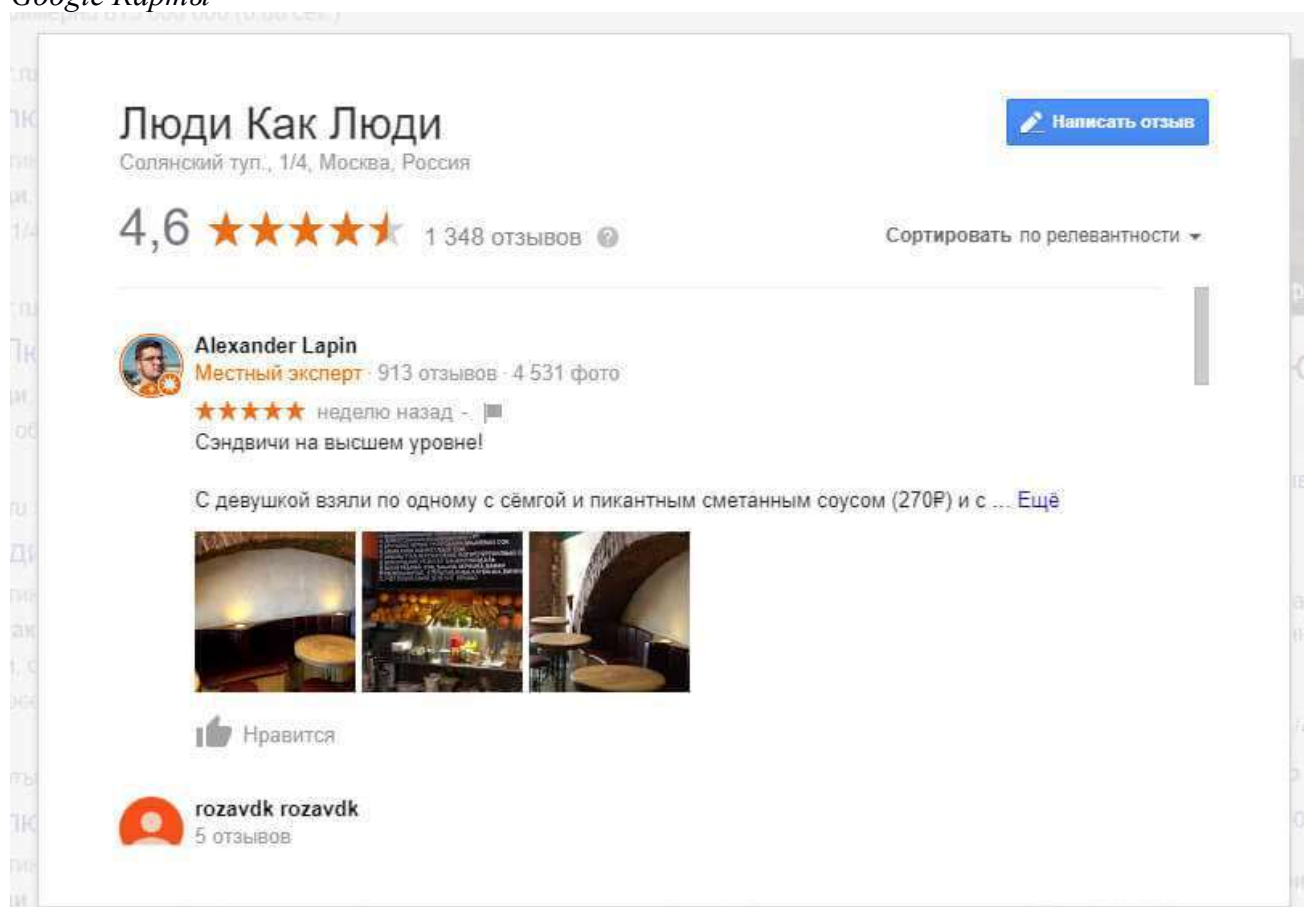 Google Карты
Люди Как Люди
Написать отзыв
Солянский туп., 1/4, Москва, Россия
4,6 1 348 отзывов ?
Сортировать по релевантности
Alexander Lapin
Местный эксперт · 913 отзывов · 4 531 фото
неделю назад -
Сэндвичи на высшем уровне!
С девушкой взяли по одному с сёмгой и пикантным сметанным соусом (270₽) и с ... Ещё
Нравится
rozavdk rozavdk
5 отзывов